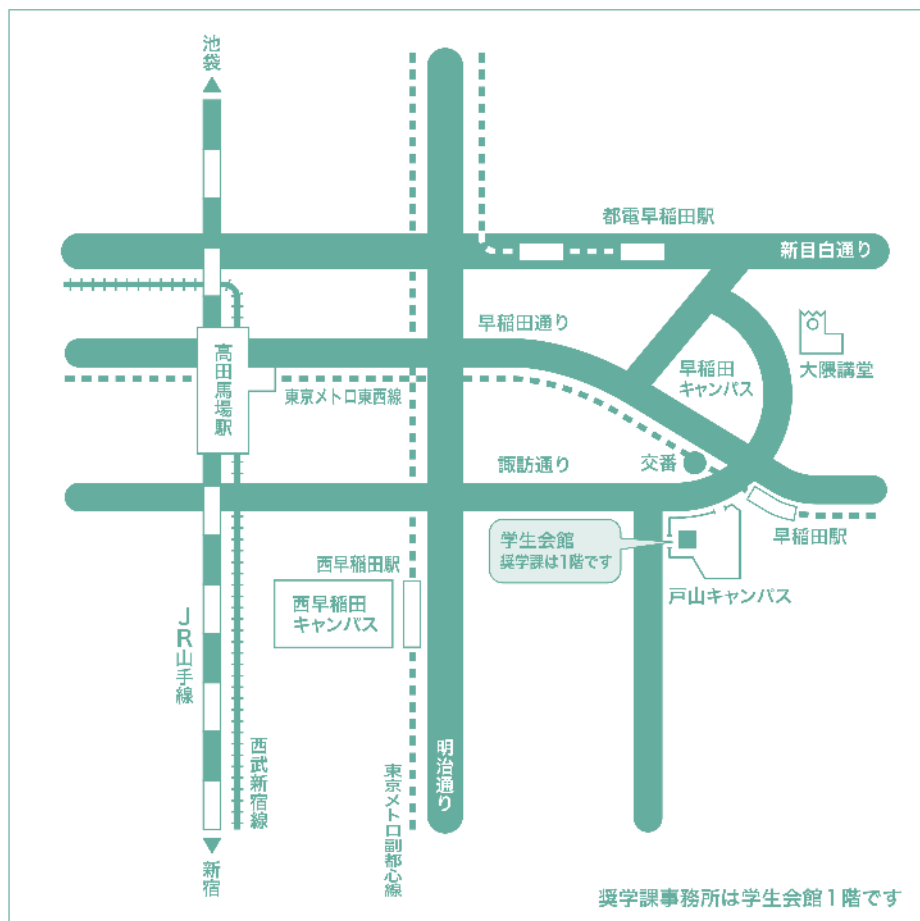 池袋
都電早稲田駅
新目白通り
早稲田通り
高田馬場駅
早稲田
キャンパス
大隈講堂
東京メトロ東西線
諏訪通り
交番
学生会館
奨学課は1階です
早稲田駅
西早稲田駅
西早稲田
キャンパス
戸山キャンパス
JR山手線
西武新宿線
明治通り
東京メトロ副都心線
新宿
奨学課事務所は学生会館1階です